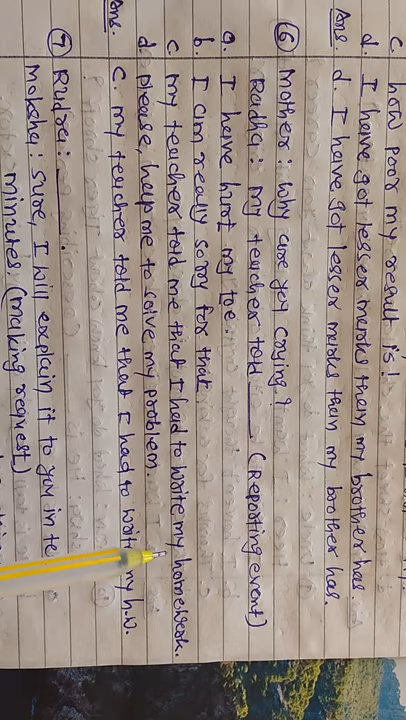 c. how poor my result is!
d. I have got lesser marks than my brother has
Ans d. I have got lesser marks than my brother has.
⑥ Mother : Why are you crying?
Radha : My teacher told ______ (Reporting event)
a. I have hurt my toe.
b. I am really sorry for that
c. my teacher told me that I had to write my homework.
d. please, help me to solve my problem.
Ans. c. my teacher told me that I had to write my h.w.
⑦ Rudra : ______.
Moksha : sure, I will explain it to you in te
minutes. (making request)